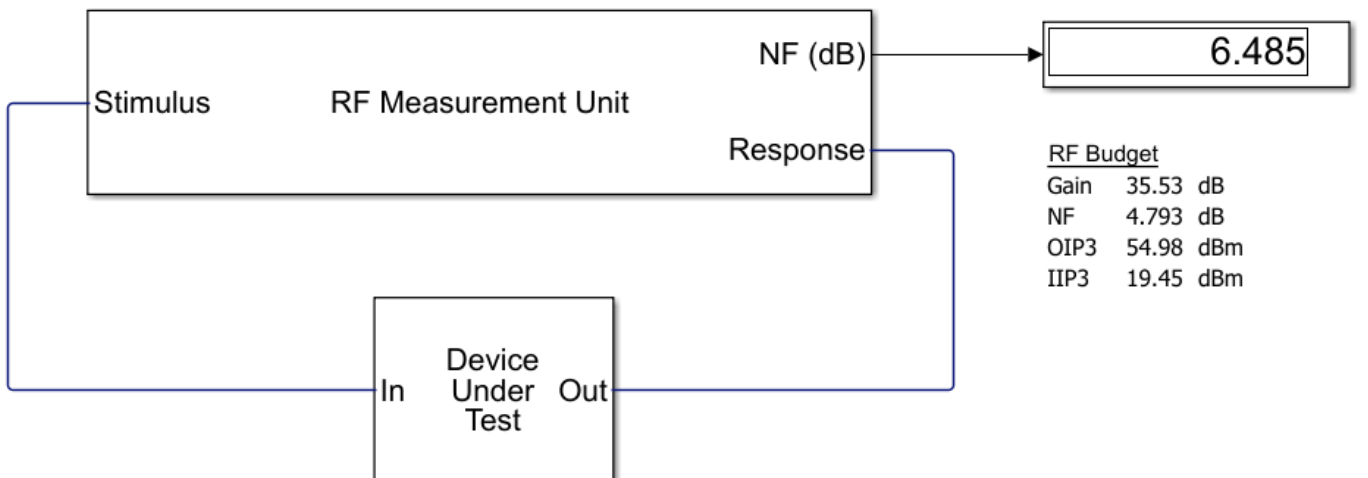 NF (dB)
6.485
Stimulus
RF Measurement Unit
Response
RF Budget
Gain 35.53 dB
NF 4.793 dB
OIP3 54.98 dBm
IIP3 19.45 dBm
In
Device
Under
Test
Out